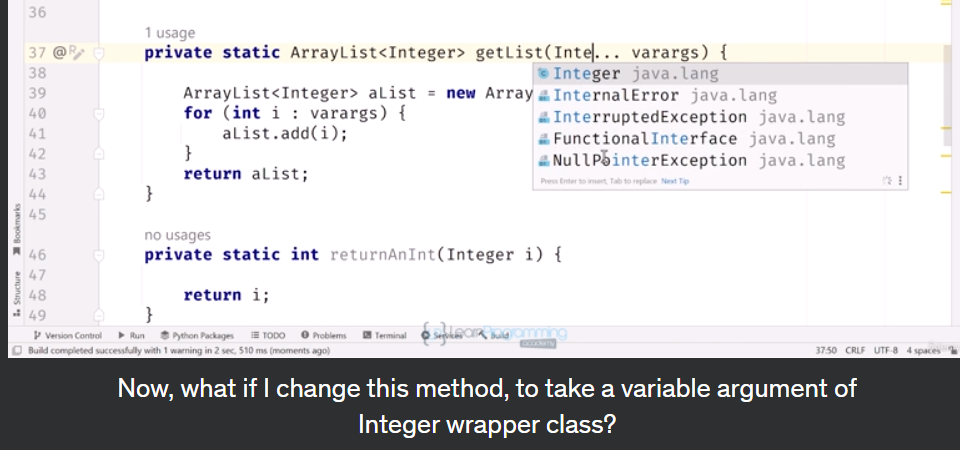 36
1 usage
37 @ private static ArrayList<Integer> getList(Inte... varargs) {
38
39 ArrayList<Integer> aList = new Array
40 for (int i : varargs) {
41 aList.add(i);
42 }
43 return aList;
44 }
45
Integer java.lang
InternalError java.lang
InterruptedException java.lang
FunctionalInterface java.lang
NullPointerException java.lang
Press Enter to insert, Tab to replace Next Tip
no usages
46 private static int returnAnInt(Integer i) {
47
48 return i;
49 }
Bookmarks
Structure
Version Control Run Python Packages TODO Problems Terminal Services Build
LearnProgramming
academy
Build completed successfully with 1 warning in 2 sec, 510 ms (moments ago) 37:50 CRLF UTF-8 4 spaces
Now, what if I change this method, to take a variable argument of
Integer wrapper class?